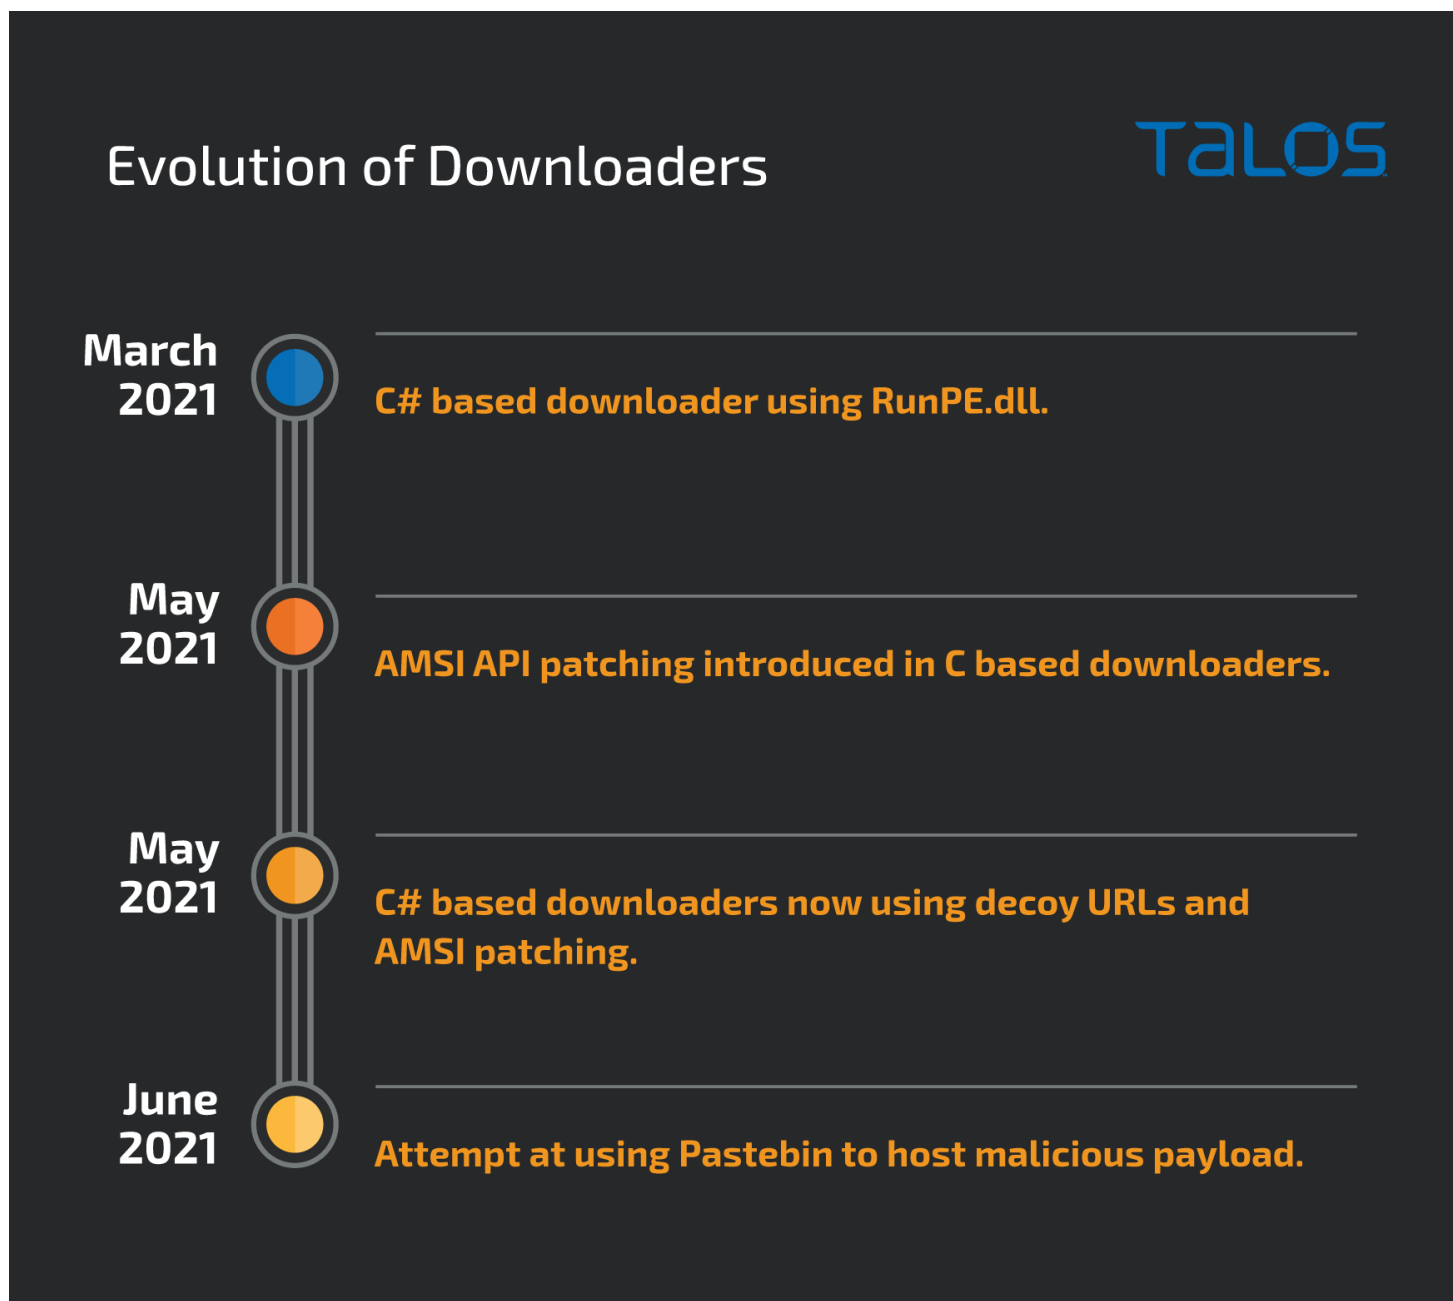 Evolution of Downloaders
TALOS
March
2021
C# based downloader using RunPE.dll.
May
2021
AMSI API patching introduced in C based downloaders.
May
2021
C# based downloaders now using decoy URLs and
AMSI patching.
June
2021
Attempt at using Pastebin to host malicious payload.